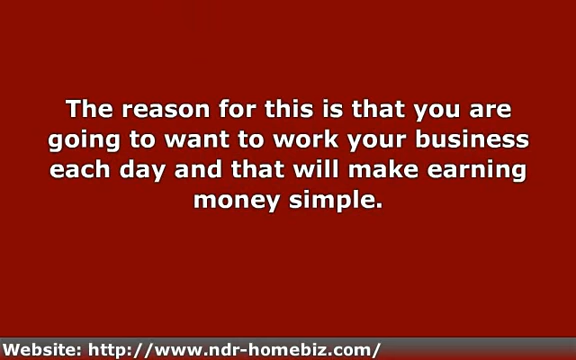 The reason for this is that you are
going to want to work your business
each day and that will make earning
money simple.
Website: http://www.ndr-homebiz.com/